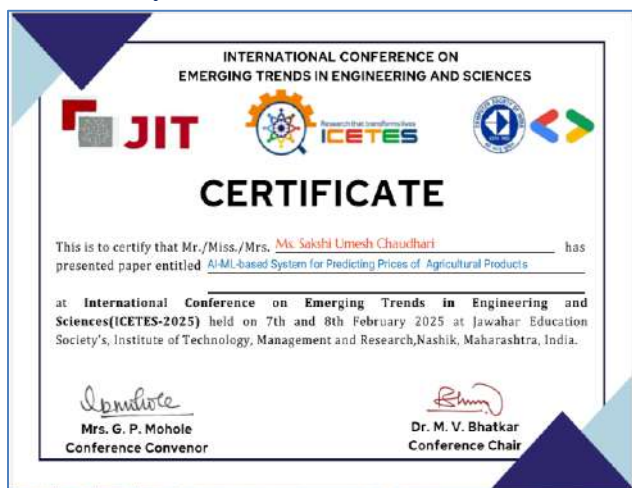 INTERNATIONAL CONFERENCE ON
EMERGING TRENDS IN ENGINEERING AND SCIENCES
JIT
Research that transforms lives
ICETES
CERTIFICATE
This is to certify that Mr./Miss./Mrs. Ms. Sakshi Umesh Chaudhari has
presented paper entitled AI-ML-based System for Predicting Prices of Agricultural Products
at International Conference on Emerging Trends in Engineering and
Sciences(ICETES-2025) held on 7th and 8th February 2025 at Jawahar Education
Society's, Institute of Technology, Management and Research,Nashik, Maharashtra, India.
Mrs. G. P. Mohole
Conference Convenor
Dr. M. V. Bhatkar
Conference Chair